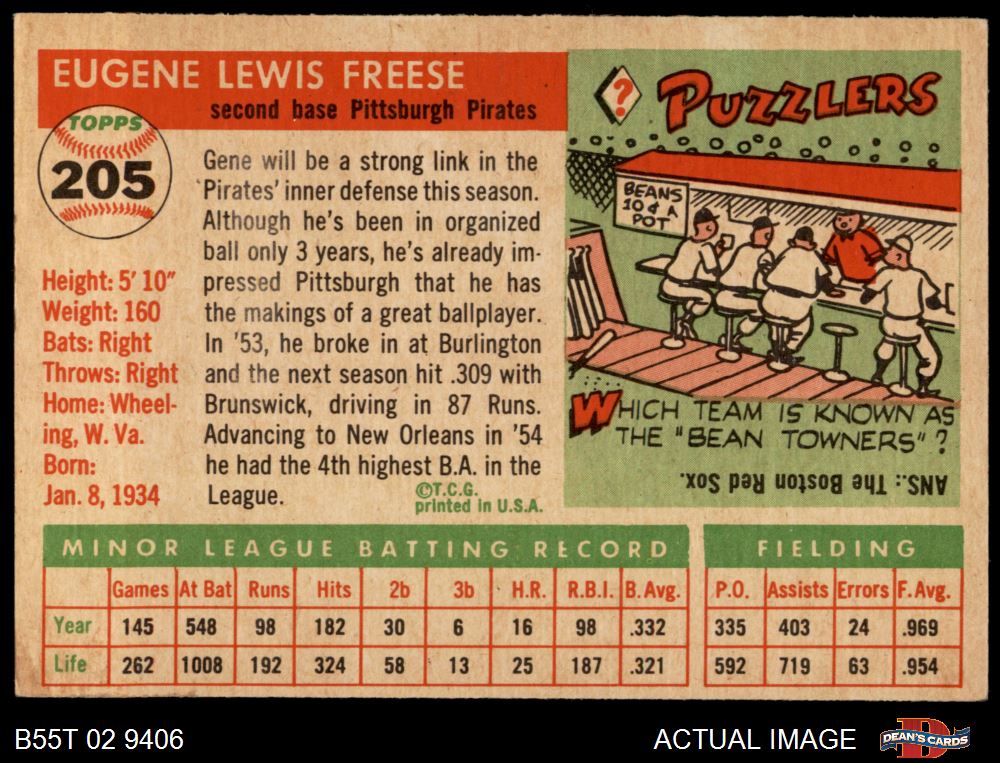 EUGENE LEWIS FREESE
second base Pittsburgh Pirates
TOPPS
205
Height: 5' 10"
Weight: 160
Bats: Right
Throws: Right
Home: Wheel-
ing, W. Va.
Born:
Jan. 8, 1934
Gene will be a strong link in the
Pirates' inner defense this season.
Although he's been in organized
ball only 3 years, he's already im-
pressed Pittsburgh that he has
the makings of a great ballplayer.
In '53, he broke in at Burlington
and the next season hit .309 with
Brunswick, driving in 87 Runs.
Advancing to New Orleans in '54
he had the 4th highest B.A. in the
League.
©T.C.G.
printed in U.S.A.
? PUZZLERS
BEANS
10¢ A
POT
WHICH TEAM IS KNOWN AS
THE "BEAN TOWNERS"?
ANS.: The Boston Red Sox.
MINOR LEAGUE BATTING RECORD
Games At Bat Runs Hits 2b 3b H.R. R.B.I. B. Avg.
Year 145 548 98 182 30 6 16 98 .332
Life 262 1008 192 324 58 13 25 187 .321
FIELDING
P.O. Assists Errors F. Avg.
335 403 24 .969
592 719 63 .954
B55T 02 9406
ACTUAL IMAGE
D
DEAN'S CARDS